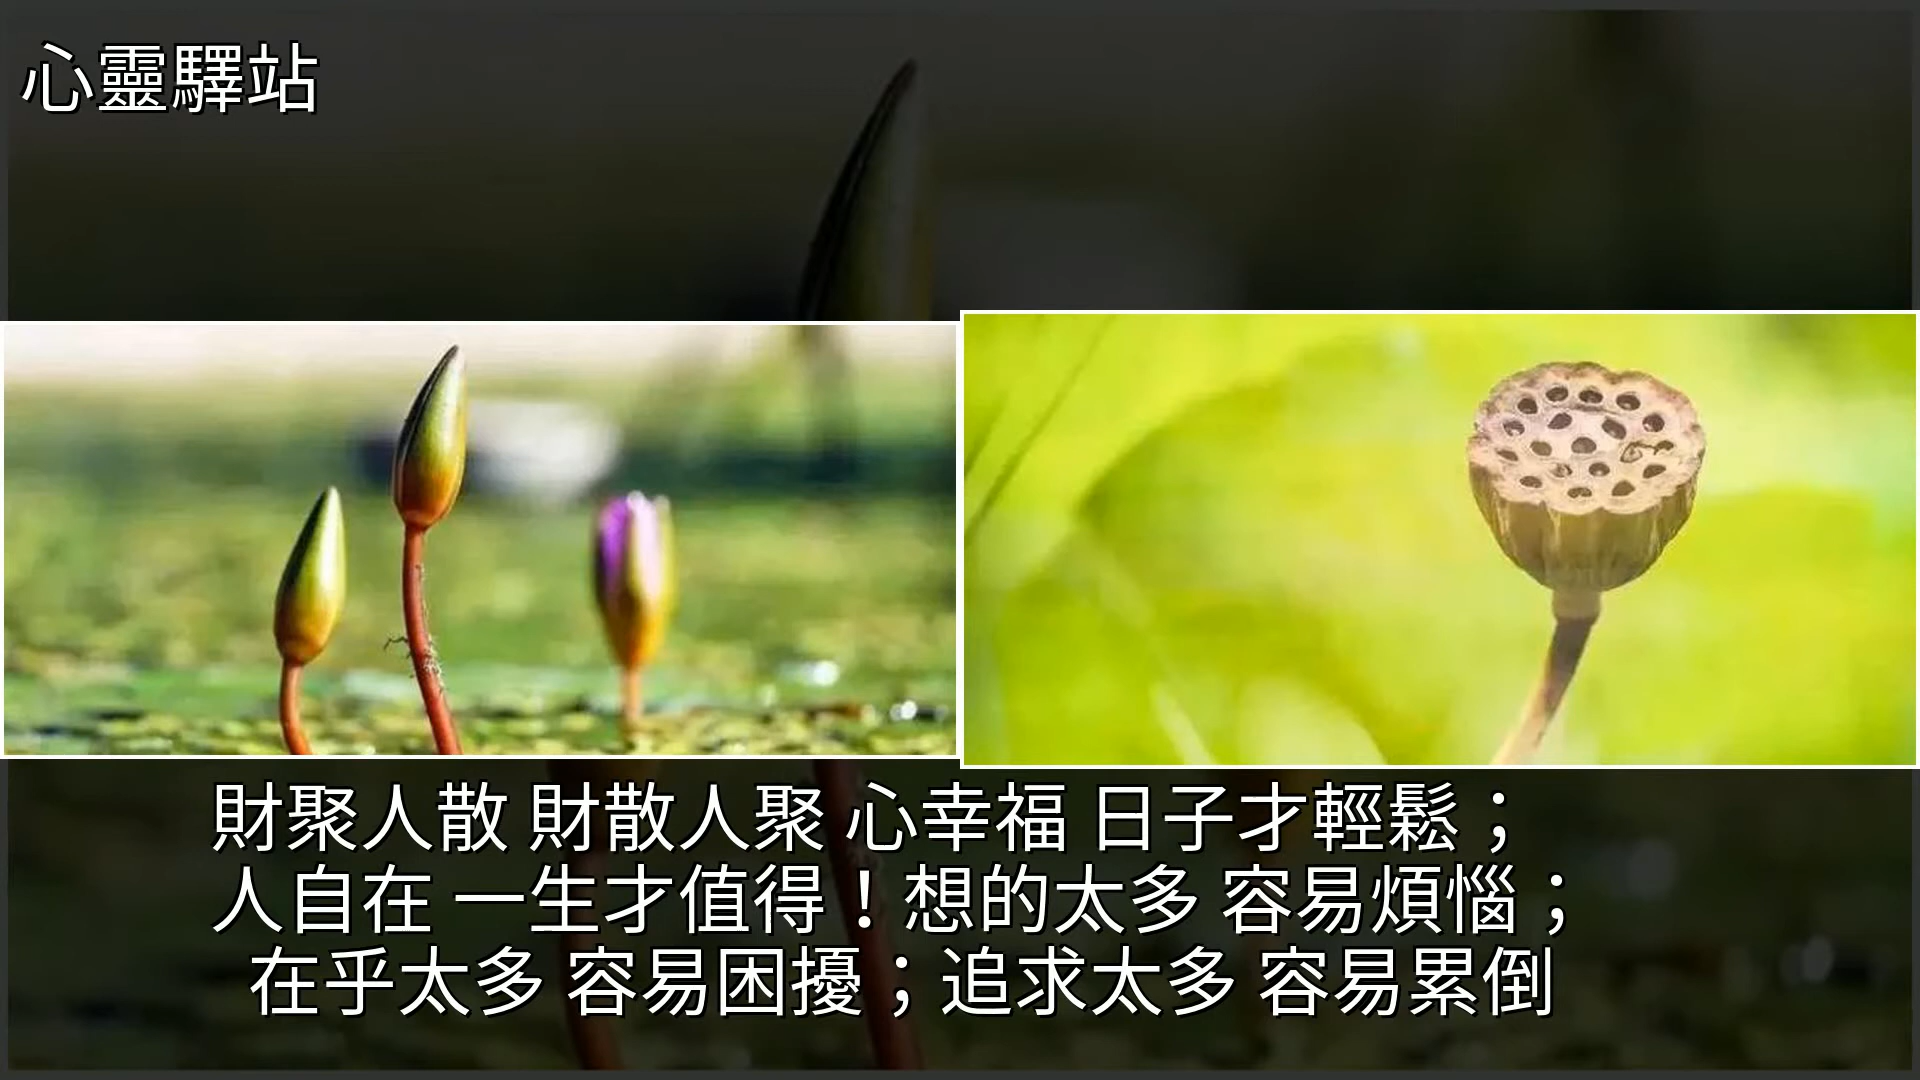 心靈驛站
財聚人散 財散人聚 心幸福 日子才輕鬆；
人自在 一生才值得！想的太多 容易煩惱；
在乎太多 容易困擾；追求太多 容易累倒